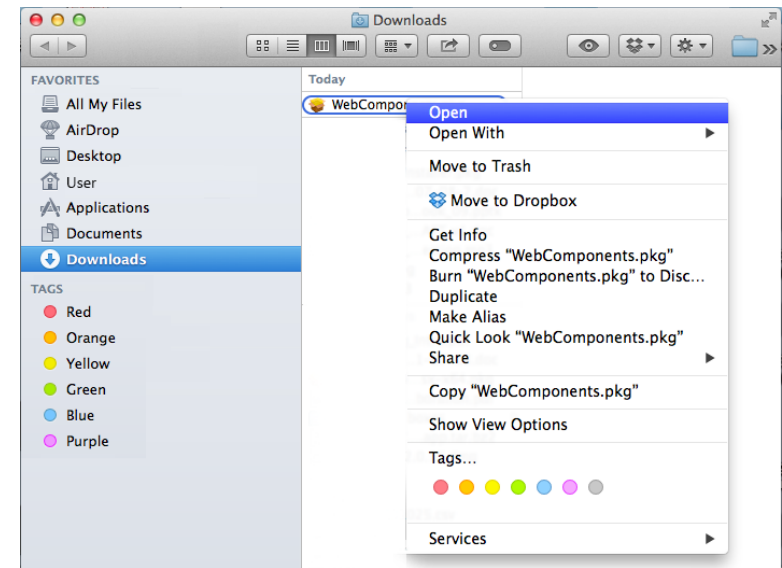 Downloads
FAVORITES
All My Files
AirDrop
Desktop
User
Applications
Documents
Downloads
TAGS
Red
Orange
Yellow
Green
Blue
Purple
Today
WebCompon
Open
Open With
Move to Trash
Move to Dropbox
Get Info
Compress “WebComponents.pkg”
Burn “WebComponents.pkg” to Disc...
Duplicate
Make Alias
Quick Look “WebComponents.pkg”
Share
Copy “WebComponents.pkg”
Show View Options
Tags...
Services